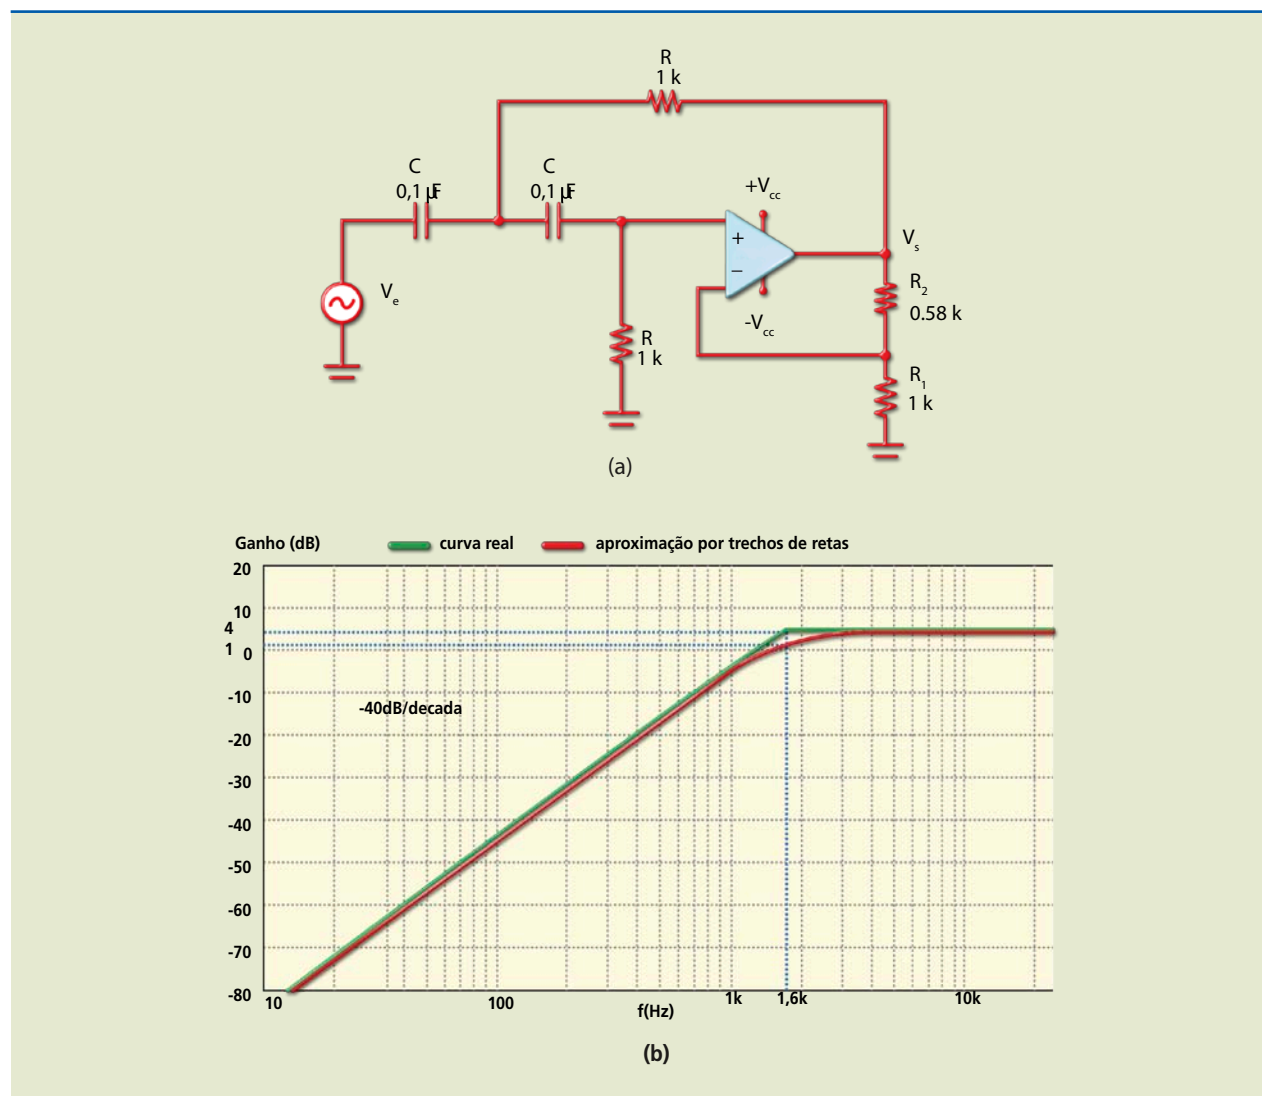 R
1 k
C
0,1 µF
C
0,1 µF
+Vcc
+
−
-Vcc
Ve
Vs
R2
0.58 k
R
1 k
R1
1 k
(a)
Ganho (dB)
curva real
aproximação por trechos de retas
20
10
4
1
0
-10
-20
-30
-40
-50
-60
-70
-80
-40dB/decada
10
100
1k
1,6k
10k
f(Hz)
(b)